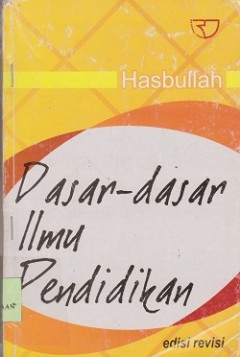 Hasbullah
Dasar-dasar
Ilmu
Pendidikan
edisi revisi